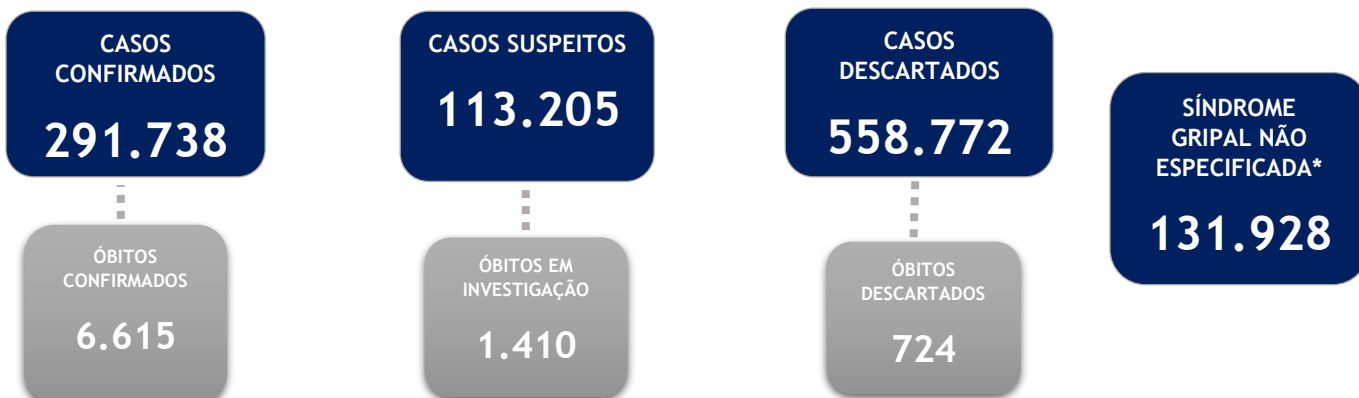 CASOS
CONFIRMADOS
291.738
ÓBITOS
CONFIRMADOS
6.615
CASOS SUSPEITOS
113.205
ÓBITOS EM
INVESTIGAÇÃO
1.410
CASOS
DESCARTADOS
558.772
ÓBITOS
DESCARTADOS
724
SÍNDROME
GRIPAL NÃO
ESPECIFICADA*
131.928